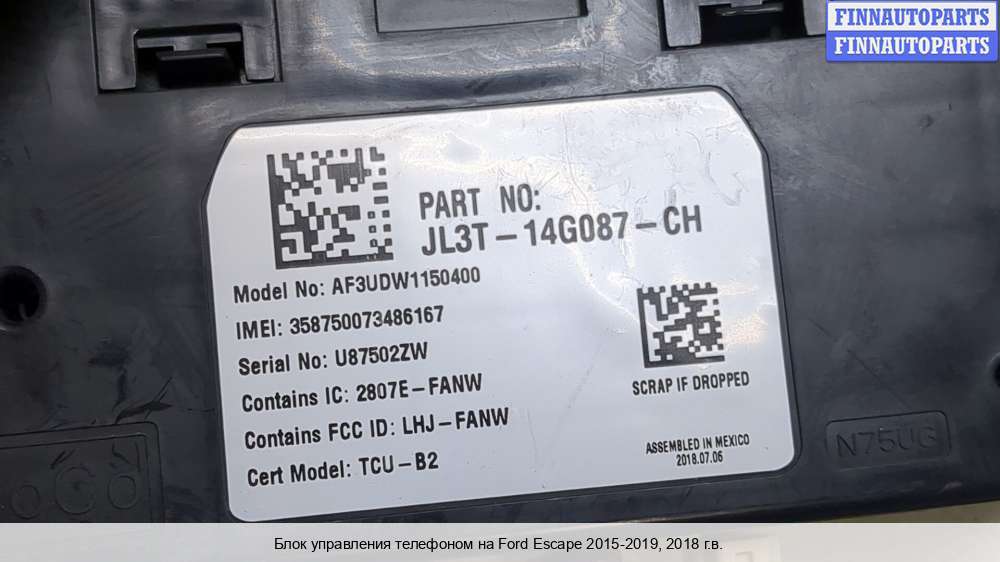 FINNAUTOPARTS
FINNAUTOPARTS
PART NO:
JL3T-14G087-CH
Model No: AF3UDW1150400
IMEI: 358750073486167
Serial No: U87502ZW
Contains IC: 2807E-FANW
Contains FCC ID: LHJ-FANW
Cert Model: TCU-B2
SCRAP IF DROPPED
ASSEMBLED IN MEXICO
2018.07.06
N75UG
Блок управления телефоном на Ford Escape 2015-2019, 2018 г.в.